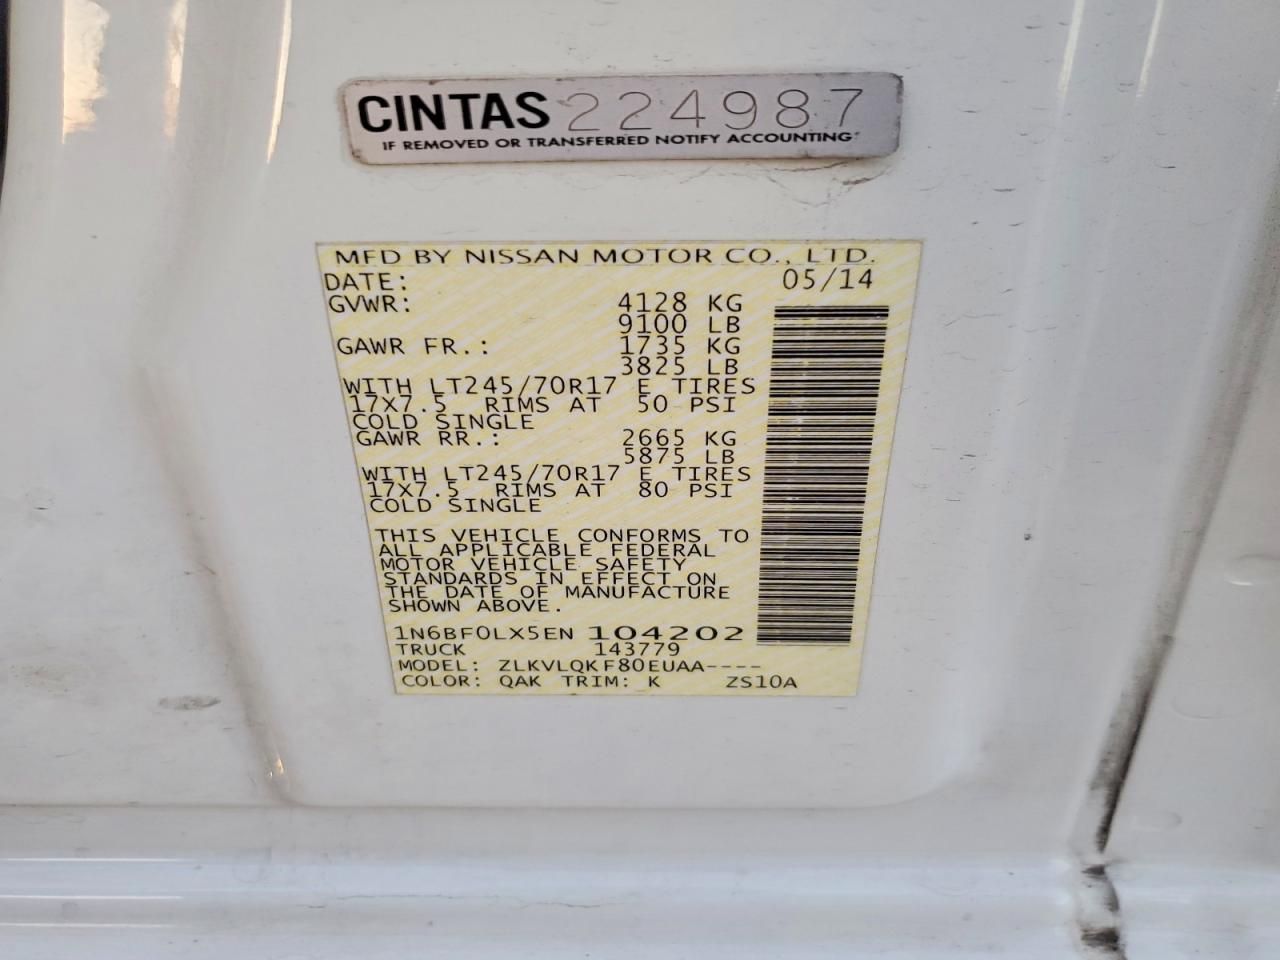 CINTAS 224987
IF REMOVED OR TRANSFERRED NOTIFY ACCOUNTING
MFD BY NISSAN MOTOR CO., LTD.
DATE: 05/14
GVWR: 4128 KG
9100 LB
GAWR FR.: 1735 KG
3825 LB
WITH LT245/70R17 E TIRES
17X7.5 RIMS AT 50 PSI
COLD SINGLE
GAWR RR.: 2665 KG
5875 LB
WITH LT245/70R17 E TIRES
17X7.5 RIMS AT 80 PSI
COLD SINGLE
THIS VEHICLE CONFORMS TO
ALL APPLICABLE FEDERAL
MOTOR VEHICLE SAFETY
STANDARDS IN EFFECT ON
THE DATE OF MANUFACTURE
SHOWN ABOVE.
1N6BF0LX5EN 104202
TRUCK 143779
MODEL: ZLKVLQKF80EUAA----
COLOR: QAK TRIM: K ZS10A